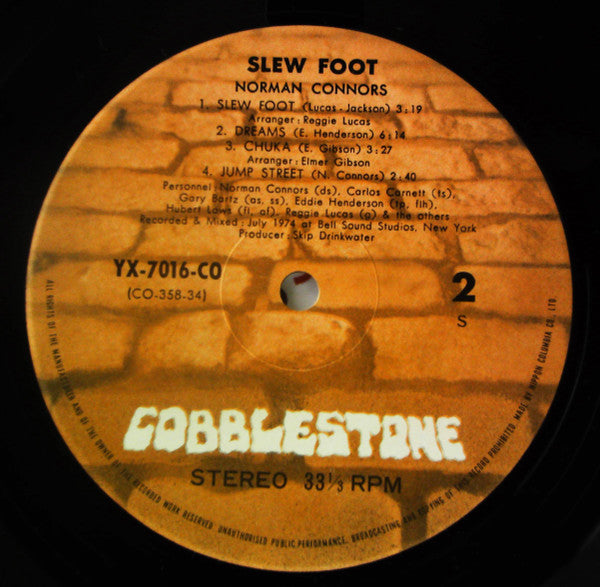 SLEW FOOT
NORMAN CONNORS
1. SLEW FOOT (Lucas - Jackson) 3:19
Arranger: Reggie Lucas
2. DREAMS (E. Henderson) 6:14
3. CHUKA (E. Gibson) 3:27
Arranger: Elmer Gibson
4. JUMP STREET (N. Connors) 2:40
Personnel: Norman Connors (ds), Carlos Garnett (ts),
Gary Bartz (as, ss), Eddie Henderson (tp, flh),
Hubert Laws (fl, af), Reggie Lucas (g) & the others
Recorded & Mixed: July 1974 at Bell Sound Studios, New York
Producer: Skip Drinkwater
YX-7016-CO
(CO-358-34)
2
S
COBBLESTONE
STEREO 33 1/3 RPM
ALL RIGHTS OF THE MANUFACTURER AND OF THE OWNER OF THE RECORDED WORK RESERVED. UNAUTHORISED PUBLIC PERFORMANCE, BROADCASTING AND COPYING OF THIS RECORD PROHIBITED. MADE BY NIPPON COLUMBIA CO., LTD.